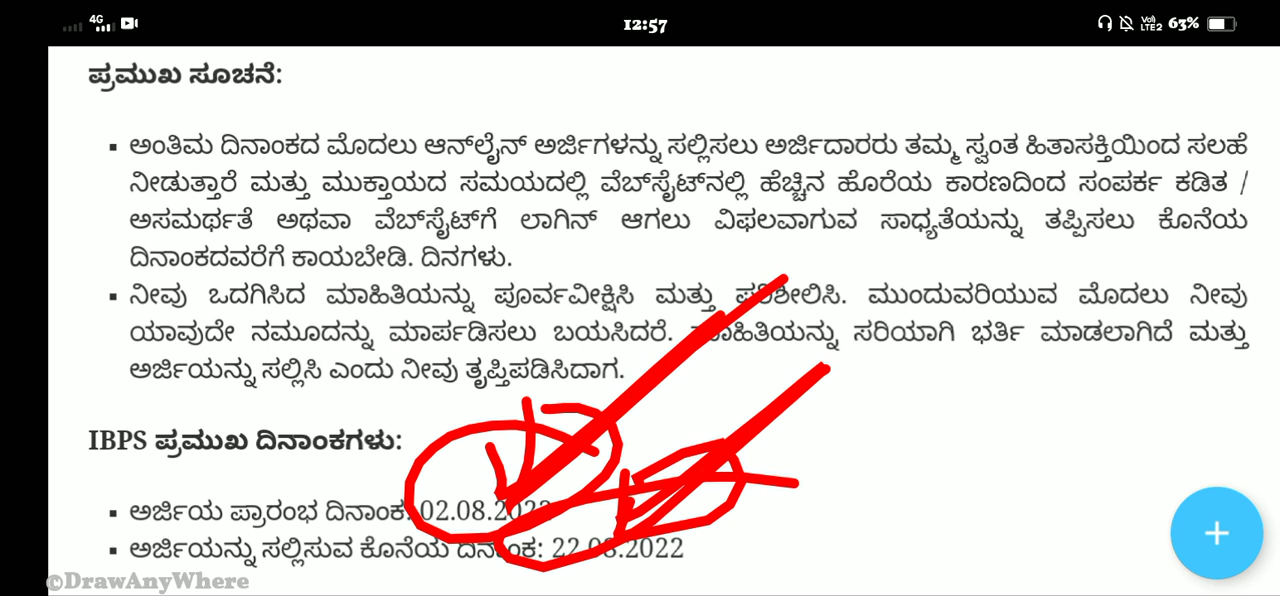 4G 12:57 Vo) LTE2 63%
ಪ್ರಮುಖ ಸೂಚನೆ:
▪ ಅಂತಿಮ ದಿನಾಂಕದ ಮೊದಲು ಆನ್‌ಲೈನ್ ಅರ್ಜಿಗಳನ್ನು ಸಲ್ಲಿಸಲು ಅರ್ಜಿದಾರರು ತಮ್ಮ ಸ್ವಂತ ಹಿತಾಸಕ್ತಿಯಿಂದ ಸಲಹೆ
ನೀಡುತ್ತಾರೆ ಮತ್ತು ಮುಕ್ತಾಯದ ಸಮಯದಲ್ಲಿ ವೆಬ್‌ಸೈಟ್‌ನಲ್ಲಿ ಹೆಚ್ಚಿನ ಹೊರೆಯ ಕಾರಣದಿಂದ ಸಂಪರ್ಕ ಕಡಿತ /
ಅಸಮರ್ಥತೆ ಅಥವಾ ವೆಬ್‌ಸೈಟ್‌ಗೆ ಲಾಗಿನ್ ಆಗಲು ವಿಫಲವಾಗುವ ಸಾಧ್ಯತೆಯನ್ನು ತಪ್ಪಿಸಲು ಕೊನೆಯ
ದಿನಾಂಕದವರೆಗೆ ಕಾಯಬೇಡಿ. ದಿನಗಳು.
▪ ನೀವು ಒದಗಿಸಿದ ಮಾಹಿತಿಯನ್ನು ಪೂರ್ವವೀಕ್ಷಿಸಿ ಮತ್ತು ಪರಿಶೀಲಿಸಿ. ಮುಂದುವರಿಯುವ ಮೊದಲು ನೀವು
ಯಾವುದೇ ನಮೂದನ್ನು ಮಾರ್ಪಡಿಸಲು ಬಯಸಿದರೆ. ಮಾಹಿತಿಯನ್ನು ಸರಿಯಾಗಿ ಭರ್ತಿ ಮಾಡಲಾಗಿದೆ ಮತ್ತು
ಅರ್ಜಿಯನ್ನು ಸಲ್ಲಿಸಿ ಎಂದು ನೀವು ತೃಪ್ತಿಪಡಿಸಿದಾಗ.
IBPS ಪ್ರಮುಖ ದಿನಾಂಕಗಳು:
▪ ಅರ್ಜಿಯ ಪ್ರಾರಂಭ ದಿನಾಂಕ: 02.08.2022
▪ ಅರ್ಜಿಯನ್ನು ಸಲ್ಲಿಸುವ ಕೊನೆಯ ದಿನಾಂಕ: 22.08.2022
©DrawAnyWhere